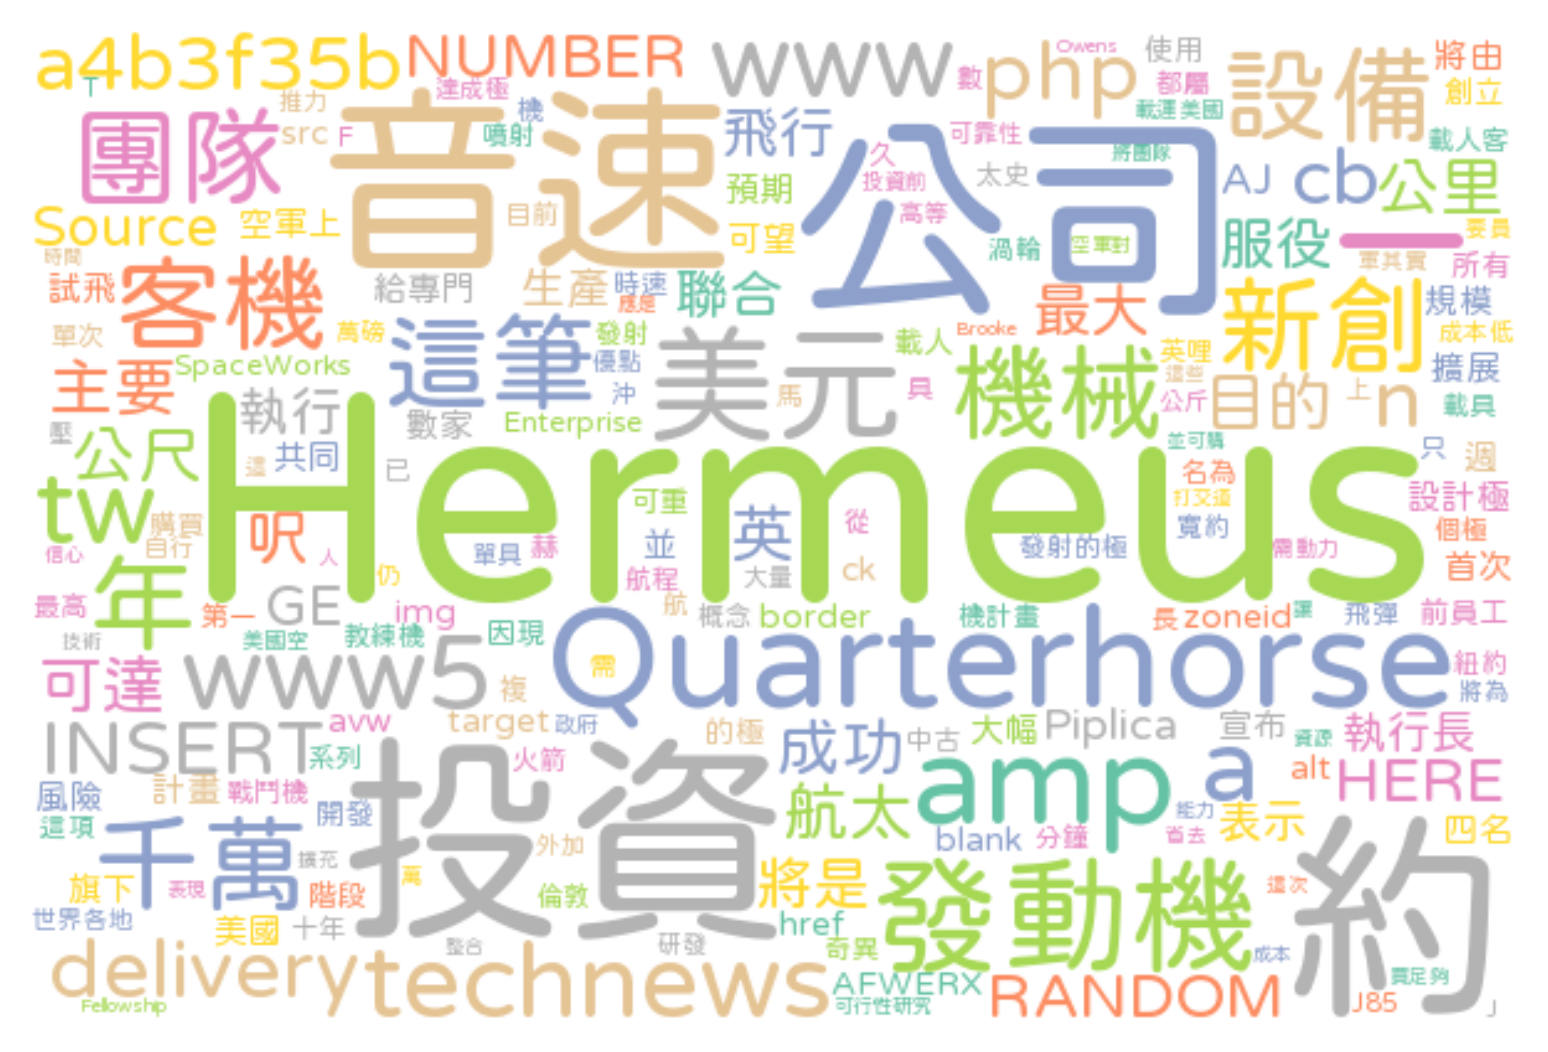 a4b3f35b
NUMBER
www
php
Owens
使用
設備
將由
T
達成極
數
都屬
創立
推力
機
載運美國
團隊
src
F
音速
噴射
飛行
公司
可靠性
載人客
久
將團隊
太史
AJ
cb
公里
投資前
預期
Source
空軍上
目前
高等
可望
渦輪
空軍對
服役
一
委員
時間
軍其實
所有
試飛
客機
給專門
生產
時速
應是
聯合
最大
新創
規模
單次
萬磅
這筆
發射
美元
Brooke
載人
成本低
SpaceWorks
優點
機械
英哩
這些
擴展
主要
執行
沖
馬
具
公斤
目的
上
n
載具
數家
Enterprise
壓
公尺
共同
這
已
Hermeus
並可購
只
週
名為
tw
購買
自行
可重
打交道
設計極
呎
英
從
寬約
個極
信心
人
單具
赫
並
發射的極
需動力
首次
年
仍
航程
大量
ck
最高
第一
GE
img
航
概念
border
機計畫
長
zoneid
讓
飛彈
前員工
技術
美國空
教練機
因現
Quarterhorse
可達
www5
需
紐約
複
將為
INSERT
avw
target
政府
的極
成功
中古
大幅
Piplica
宣布
資源
執行長
系列
投資
火箭
amp
a
alt
HERE
風險
計畫
戰鬥機
開發
航太
能力
表示
四名
這項
千萬
blank
分鐘
省去
約
擴充
外加
旗下
表現
階段
萬
倫敦
將是
發動機
這次
世界各地
美國
十年
href
整合
研發
奇異
成本
delivery
technews
AFWERX
RANDOM
買足夠
Fellowship
可行性研究
J85
」